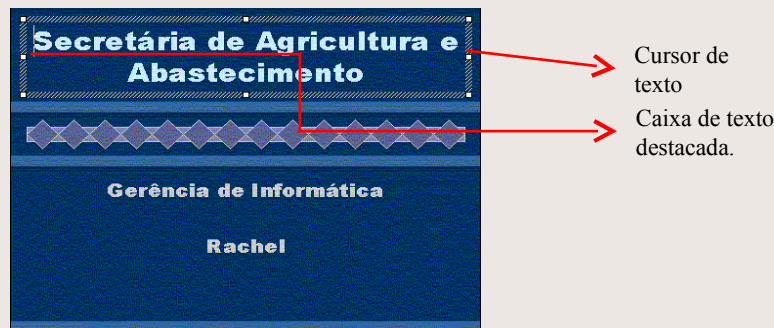 Secretária de Agricultura e
Abastecimento
Gerência de Informática
Rachel
Cursor de
texto
Caixa de texto
destacada.